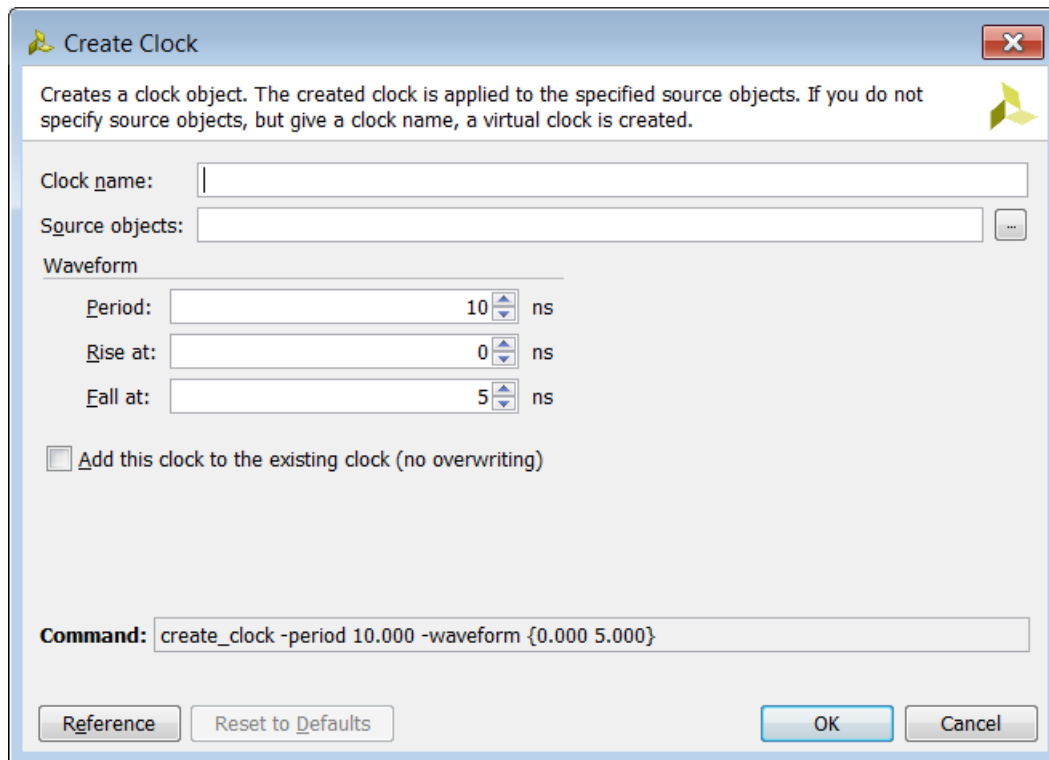 Create Clock
Creates a clock object. The created clock is applied to the specified source objects. If you do not
specify source objects, but give a clock name, a virtual clock is created.
Clock name:
Source objects: ...
Waveform
Period: 10 ns
Rise at: 0 ns
Fall at: 5 ns
Add this clock to the existing clock (no overwriting)
Command: create_clock -period 10.000 -waveform {0.000 5.000}
Reference Reset to Defaults OK Cancel